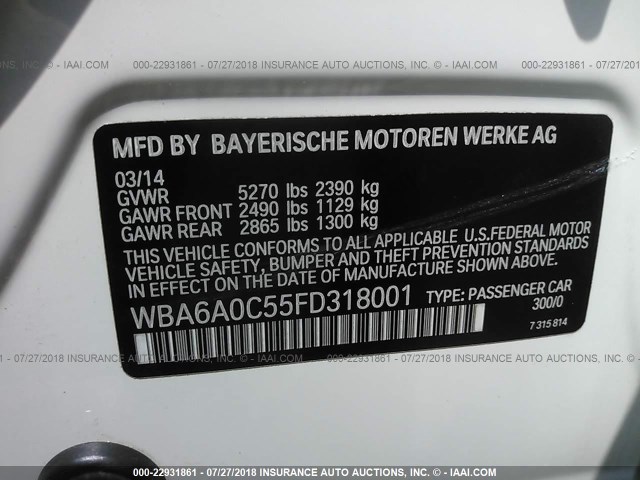 000-22931861 - 07/27/2018 INSURANCE AUTO AUCTIONS, INC. - © IAAI.COM
MFD BY BAYERISCHE MOTOREN WERKE AG
03/14
GVWR 5270 lbs 2390 kg
GAWR FRONT 2490 lbs 1129 kg
GAWR REAR 2865 lbs 1300 kg
THIS VEHICLE CONFORMS TO ALL APPLICABLE U.S.FEDERAL MOTOR
VEHICLE SAFETY, BUMPER AND THEFT PREVENTION STANDARDS
IN EFFECT ON THE DATE OF MANUFACTURE SHOWN ABOVE.
WBA6A0C55FD318001 TYPE: PASSENGER CAR
300/0
7 315 814
000-22931861 - 07/27/2018 INSURANCE AUTO AUCTIONS, INC. - © IAAI.COM